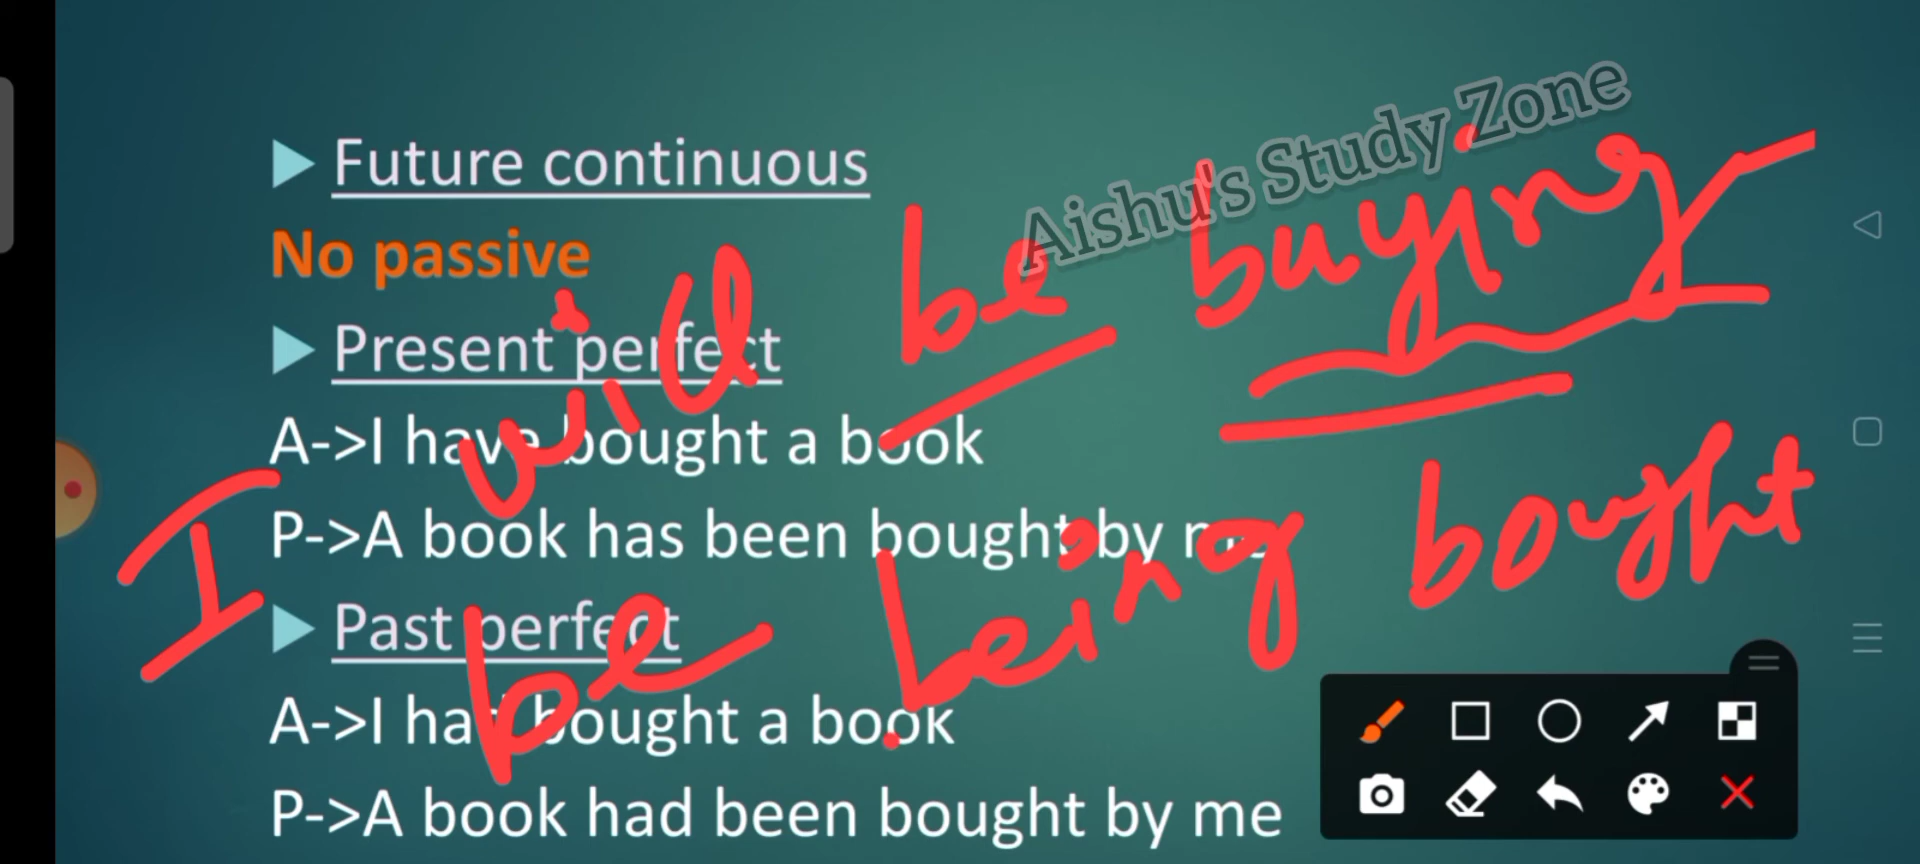 Aishu's Study Zone
Future continuous
No passive
Present perfect
A->I have bought a book
P->A book has been bought by me
Past perfect
A->I had bought a book
P->A book had been bought by me
I will be buying
be being bought